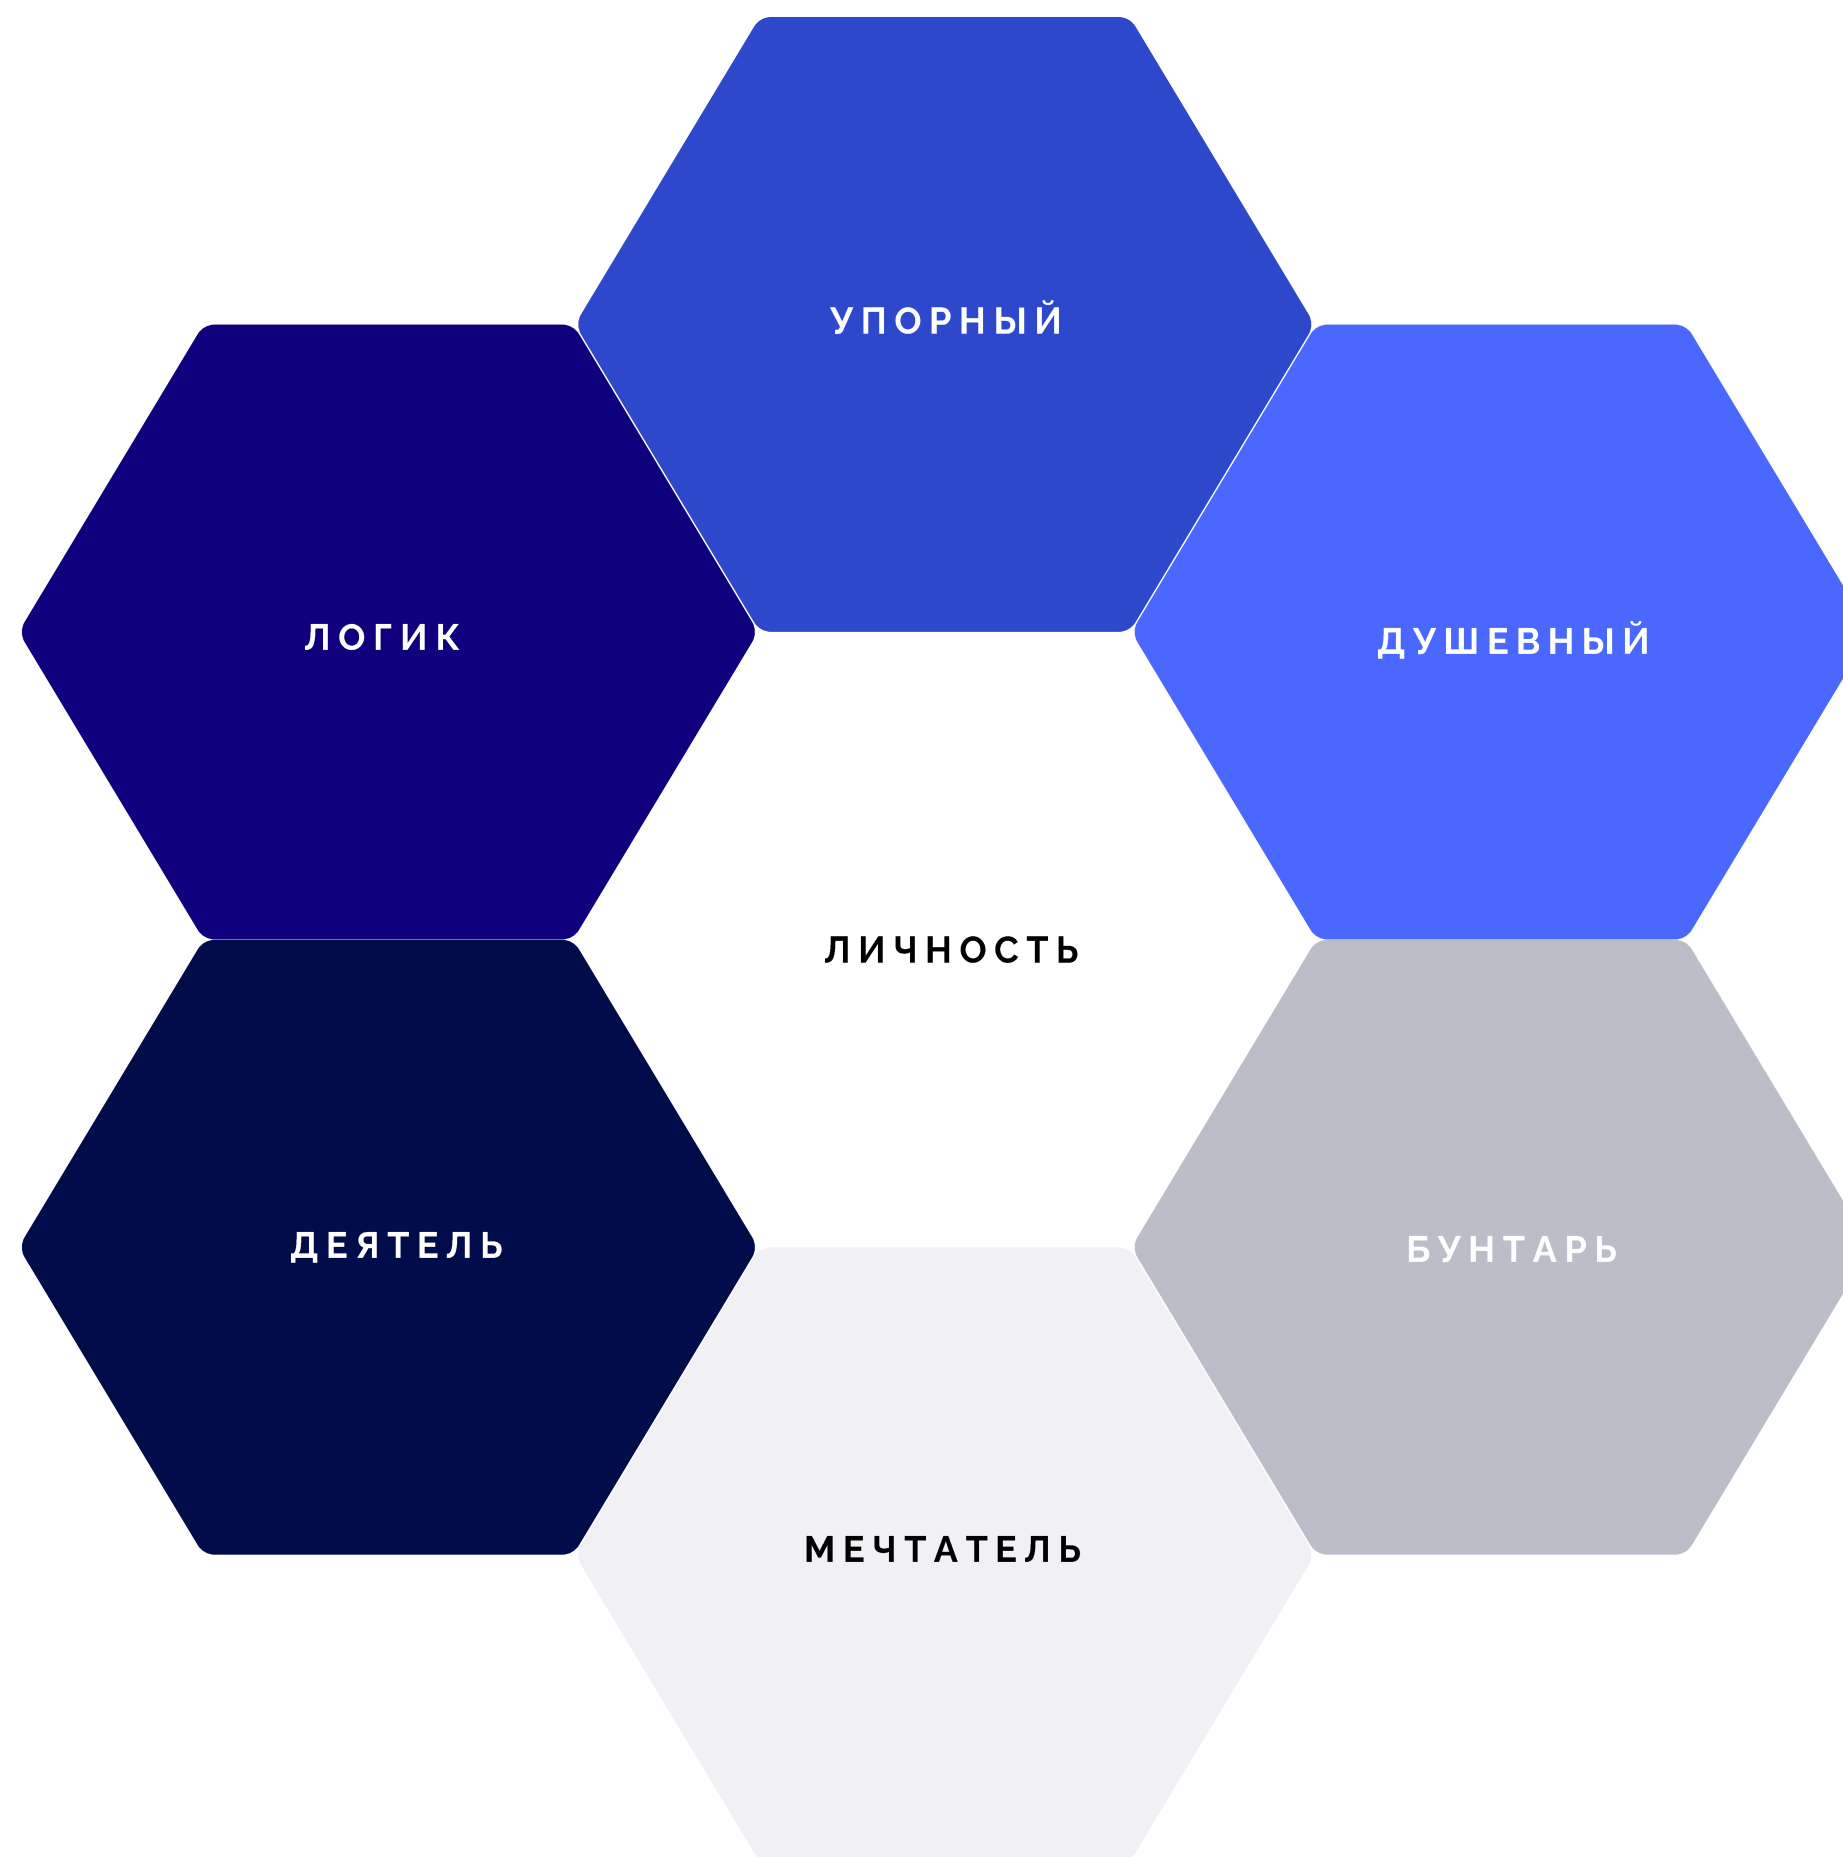 УПОРНЫЙ
ЛОГИК
ДУШЕВНЫЙ
ЛИЧНОСТЬ
ДЕЯТЕЛЬ
БУНТАРЬ
МЕЧТАТЕЛЬ